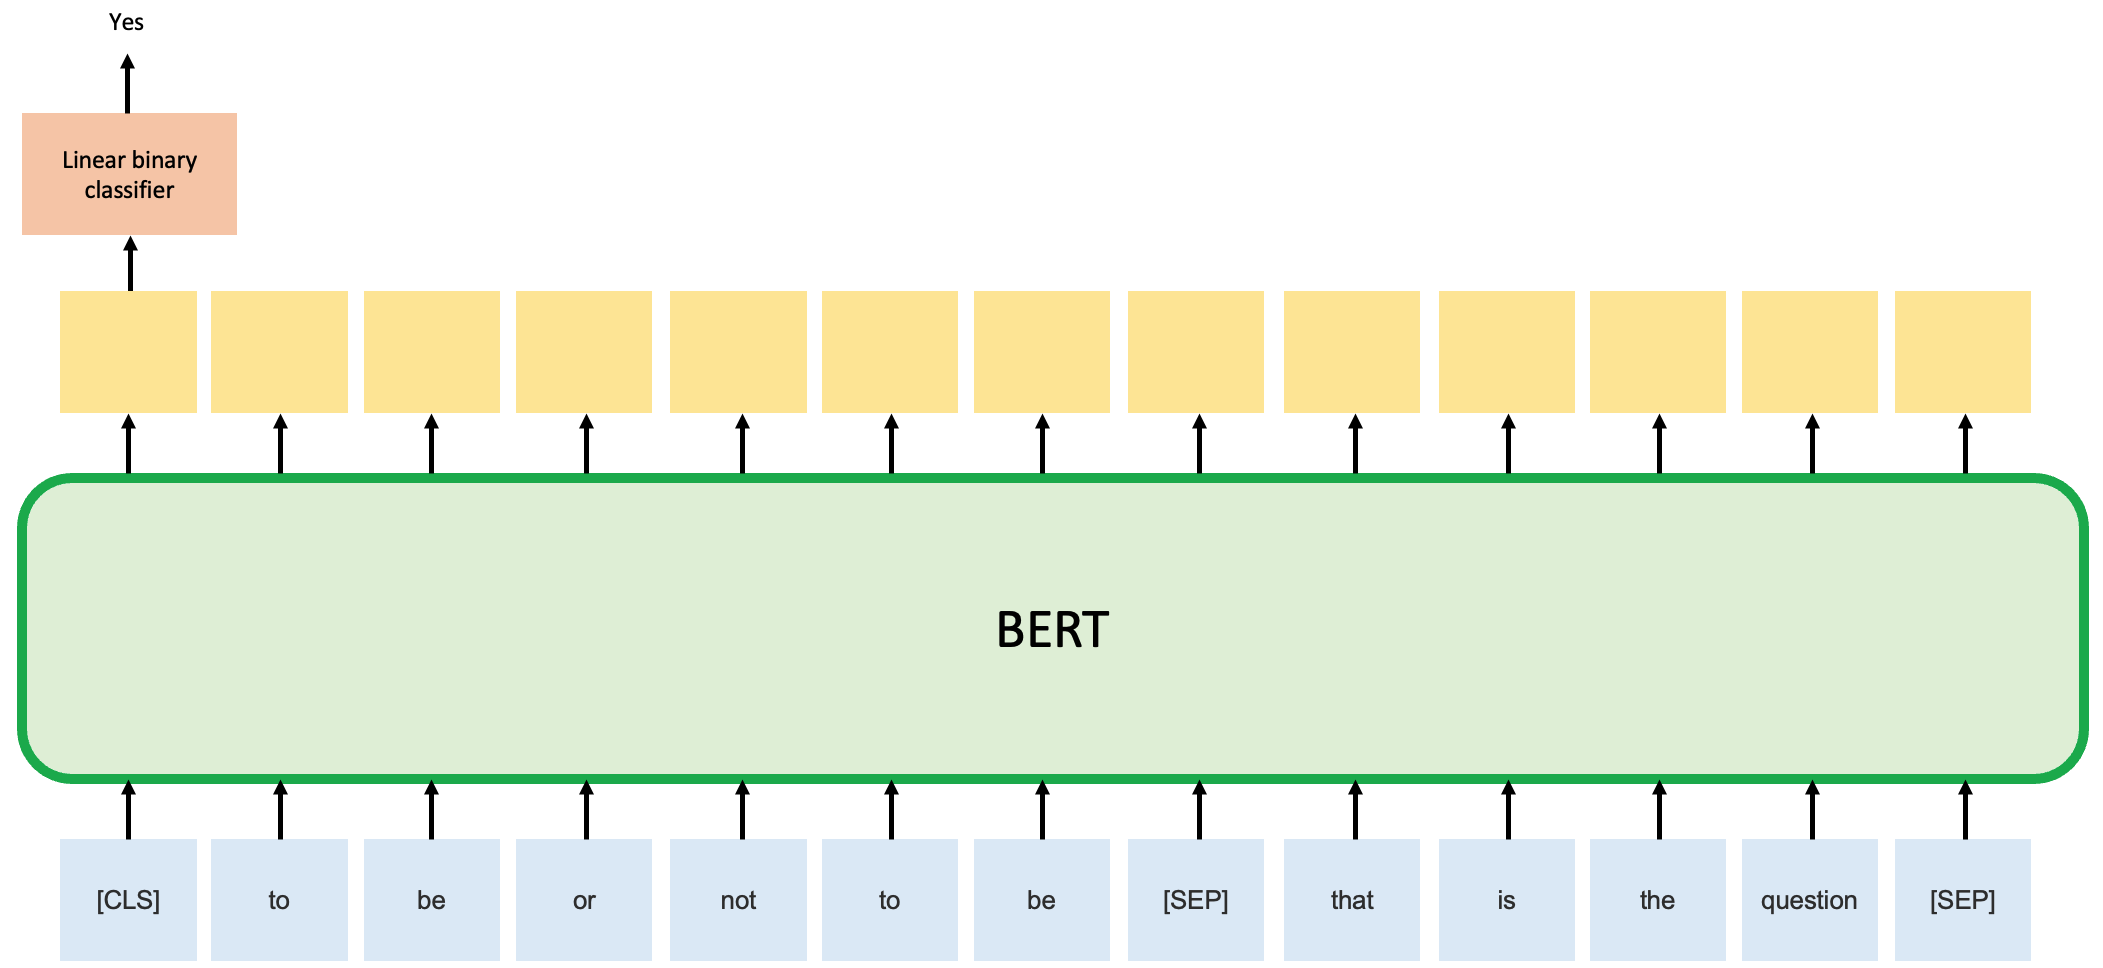 Yes
Linear binary
classifier
BERT
[CLS] to be or not to be [SEP] that is the question [SEP]